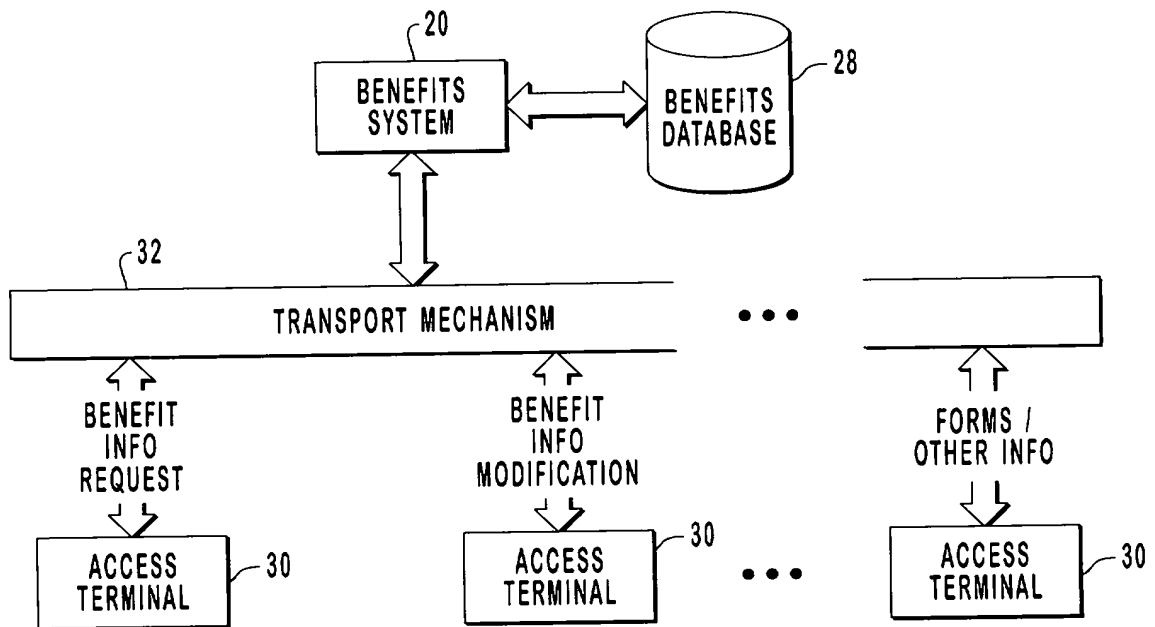 20
BENEFITS
SYSTEM
28
BENEFITS
DATABASE
32
TRANSPORT MECHANISM
BENEFIT
INFO
REQUEST
BENEFIT
INFO
MODIFICATION
FORMS /
OTHER INFO
ACCESS
TERMINAL
30
ACCESS
TERMINAL
30
ACCESS
TERMINAL
30